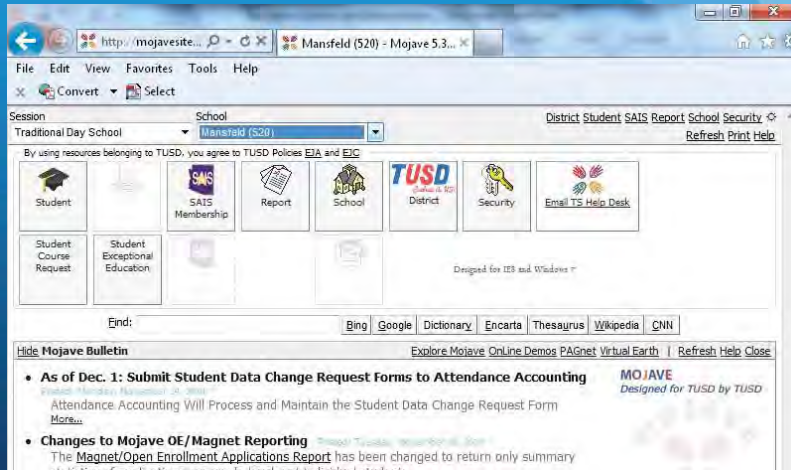 http://mojavesite...
Mansfeld (520) - Mojave 5.3...
File Edit View Favorites Tools Help
x Convert Select
Session School District Student SAIS Report School Security
Traditional Day School Mansfeld (520) Refresh Print Help
By using resources belonging to TUSD, you agree to TUSD Policies EJA and EJC
Student SAIS Membership Report School TUSD District Security Email TS Help Desk
Student Course Request Student Exceptional Education
Designed for IE8 and Windows 7
Find: Bing Google Dictionary Encarta Thesaurus Wikipedia CNN
Hide Mojave Bulletin Explore Mojave OnLine Demos PAGnet Virtual Earth | Refresh Help Close
• As of Dec. 1: Submit Student Data Change Request Forms to Attendance Accounting
MOJAVE
Designed for TUSD by TUSD
Attendance Accounting Will Process and Maintain the Student Data Change Request Form
More...
• Changes to Mojave OE/Magnet Reporting
The Magnet/Open Enrollment Applications Report has been changed to return only summary